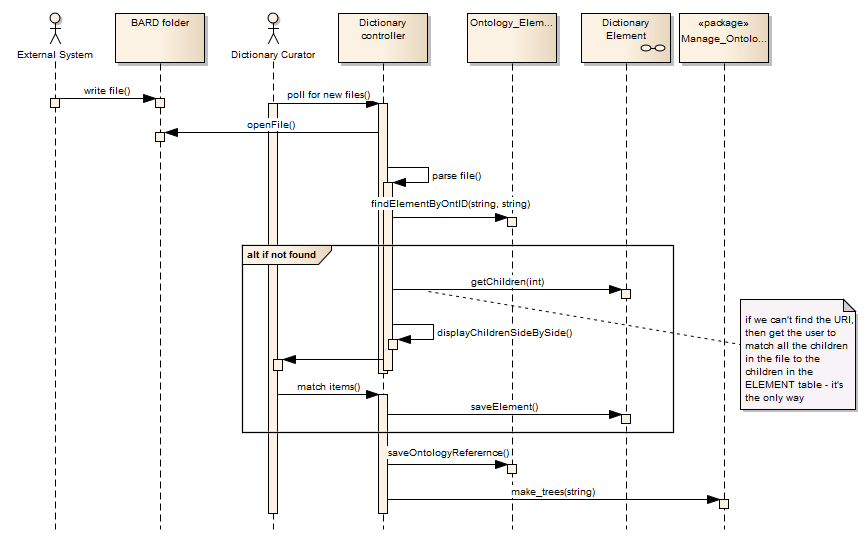 External System
BARD folder
Dictionary Curator
Dictionary
controller
Ontology_Elem...
Dictionary
Element
«package»
Manage_Ontolo...
write file()
poll for new files()
openFile()
parse file()
findElementByOntID(string, string)
alt if not found
getChildren(int)
displayChildrenSideBySide()
if we can't find the URI,
then get the user to
match all the children
in the file to the
children in the
ELEMENT table - it's
the only way
match items()
saveElement()
saveOntologyReferernce()
make_trees(string)